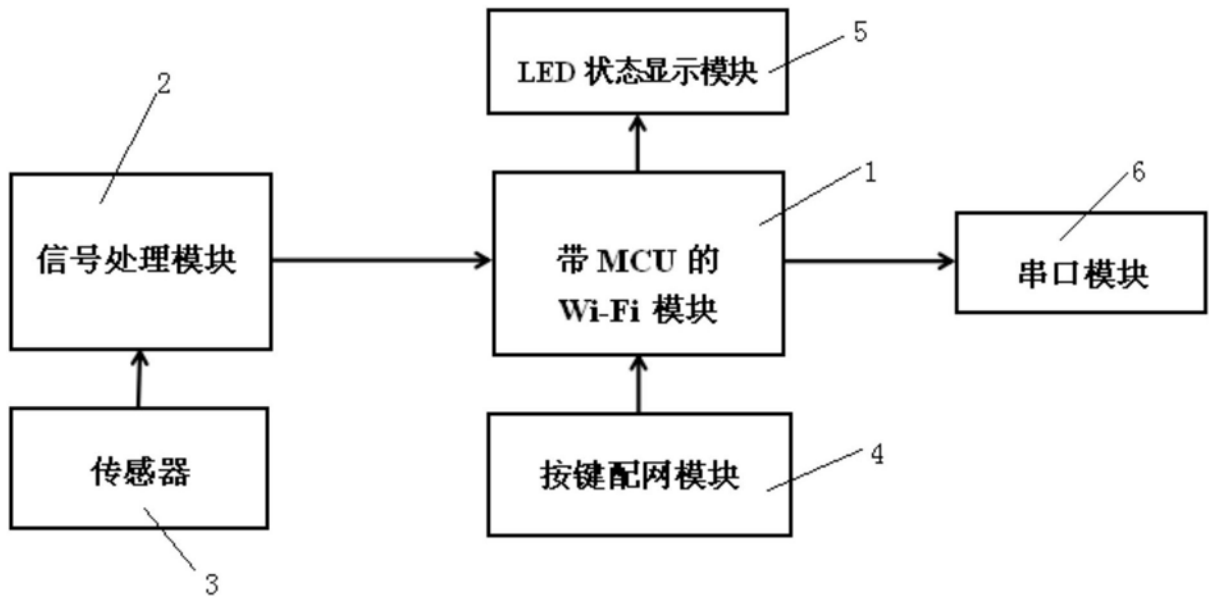 5
LED 状态显示模块
2
1
6
信号处理模块
带 MCU 的
Wi-Fi 模块
串口模块
传感器
按键配网模块
4
3